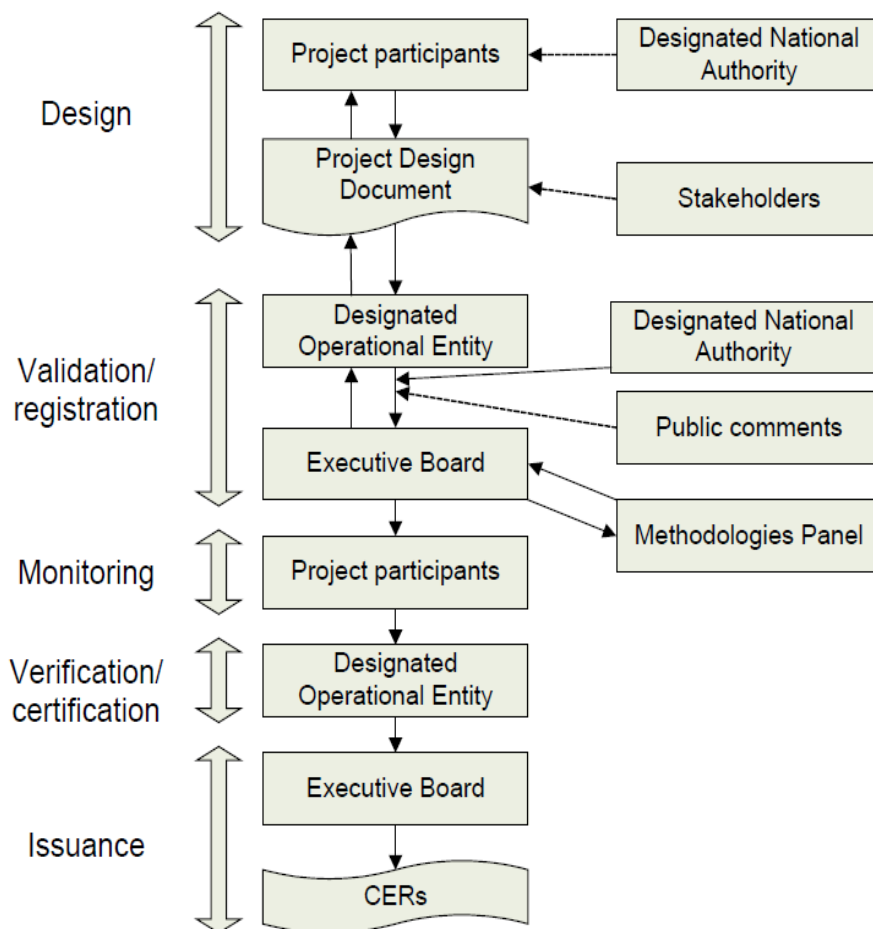 Project participants
Designated National
Authority
Design
Project Design
Document
Stakeholders
Designated
Operational Entity
Designated National
Authority
Validation/
registration
Public comments
Executive Board
Methodologies Panel
Monitoring
Project participants
Verification/
certification
Designated
Operational Entity
Executive Board
Issuance
CERs